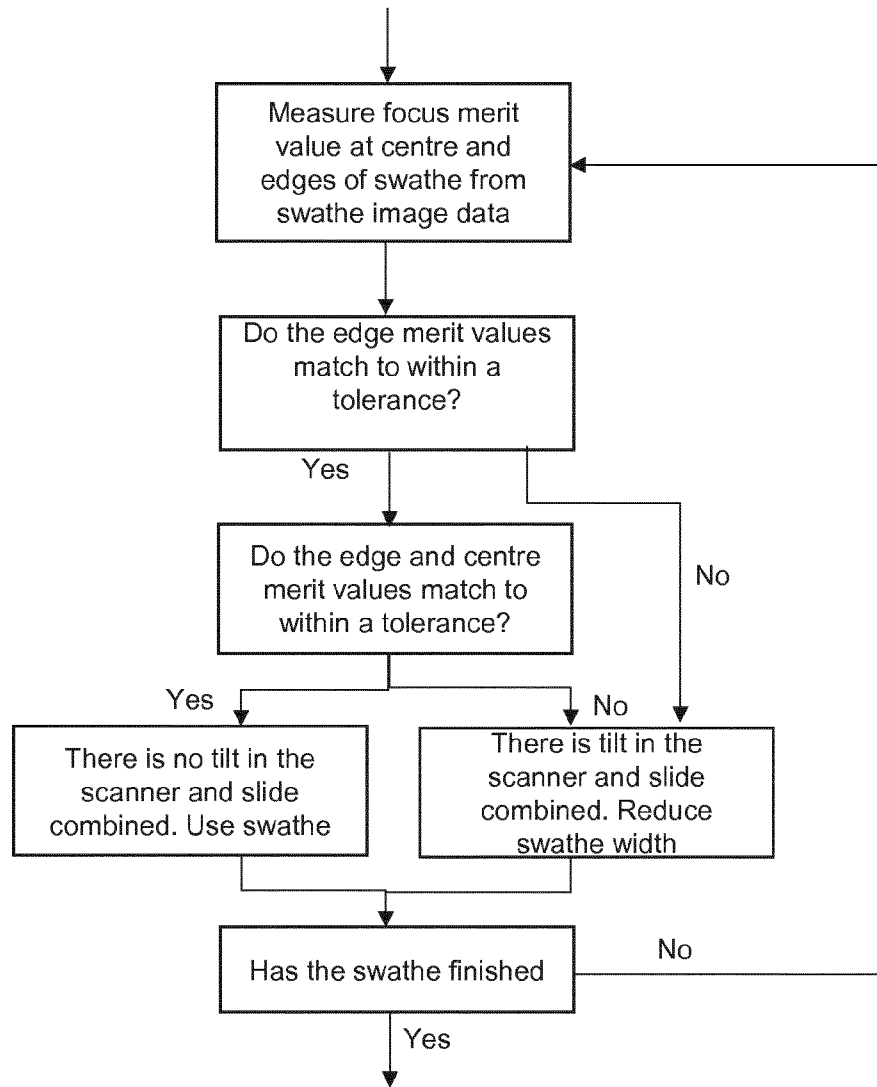 Measure focus merit
value at centre and
edges of swathe from
swathe image data
Do the edge merit values
match to within a
tolerance?
Yes
Do the edge and centre
merit values match to
within a tolerance?
No
Yes
No
There is no tilt in the
scanner and slide
combined. Use swathe
There is tilt in the
scanner and slide
combined. Reduce
swathe width
Has the swathe finished
No
Yes